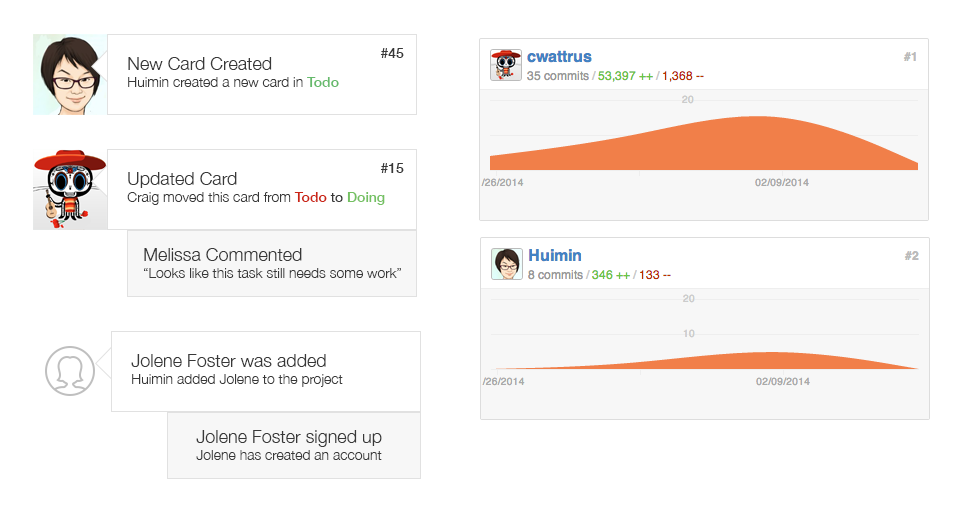 #45
New Card Created
Huimin created a new card in Todo
#15
Updated Card
Craig moved this card from Todo to Doing
Melissa Commented
“Looks like this task still needs some work”
Jolene Foster was added
Huimin added Jolene to the project
Jolene Foster signed up
Jolene has created an account
cwattrus #1
35 commits / 53,397 ++ / 1,368 --
20
/26/2014 02/09/2014
Huimin #2
8 commits / 346 ++ / 133 --
20
10
/26/2014 02/09/2014